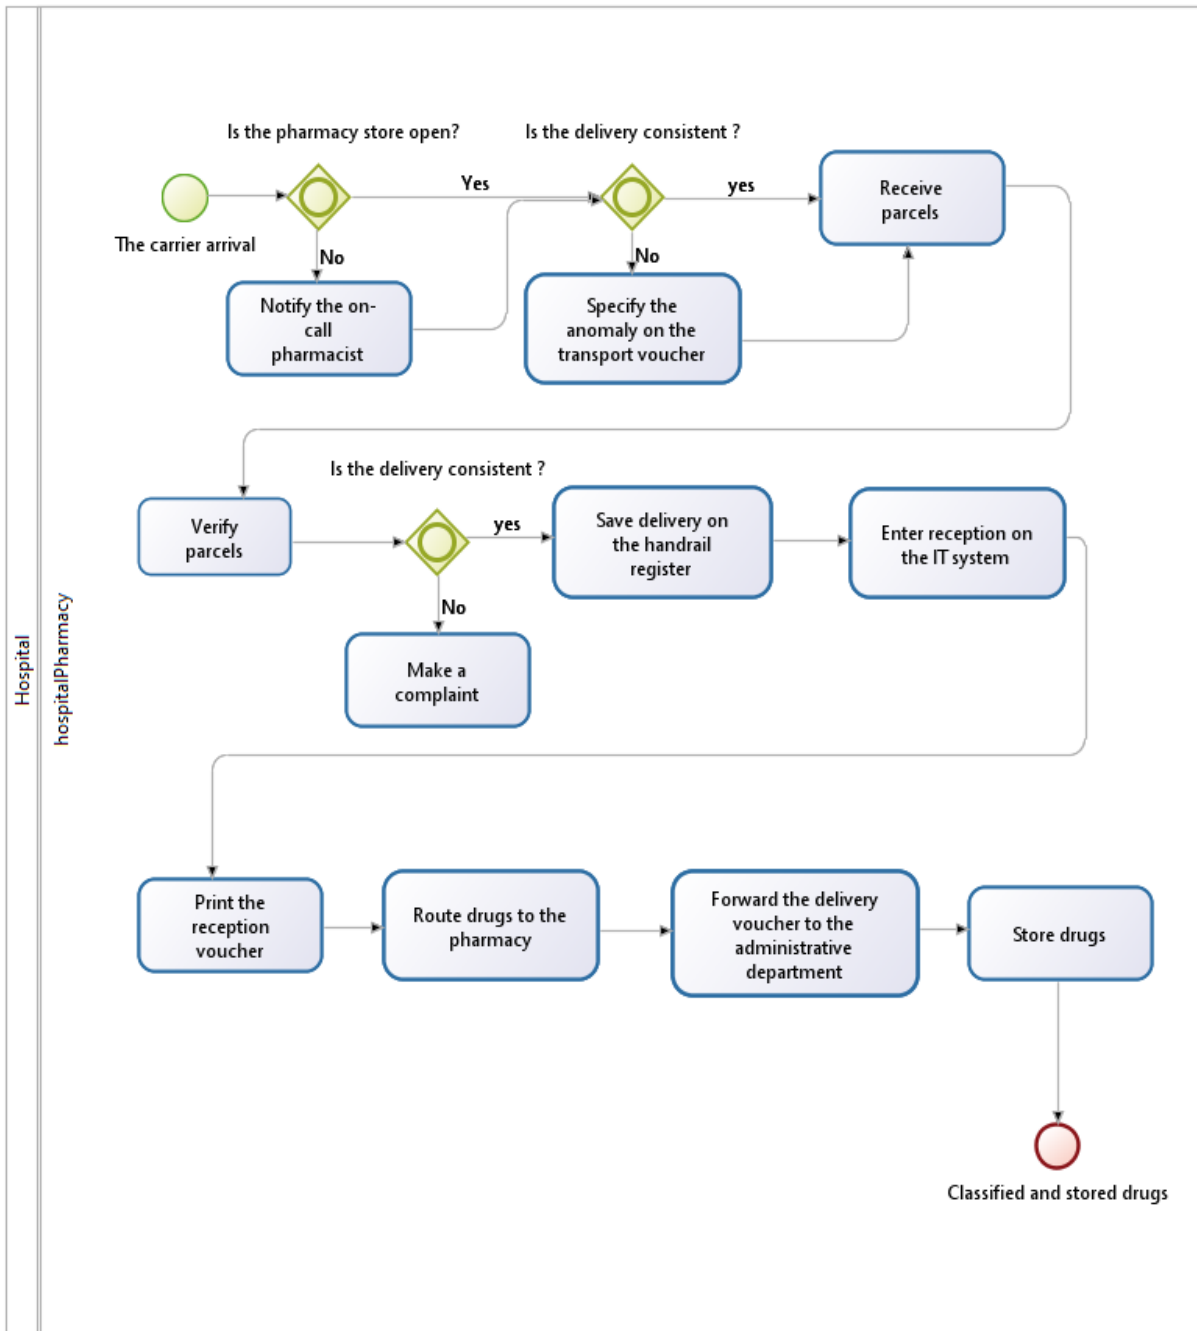 Hospital
hospitalPharmacy
Is the pharmacy store open?
Is the delivery consistent ?
The carrier arrival
Yes
No
yes
No
Notify the on-
call
pharmacist
Specify the
anomaly on the
transport voucher
Receive
parcels
Is the delivery consistent ?
Verify
parcels
yes
No
Save delivery on
the handrail
register
Enter reception on
the IT system
Make a
complaint
Print the
reception
voucher
Route drugs to the
pharmacy
Forward the delivery
voucher to the
administrative
department
Store drugs
Classified and stored drugs